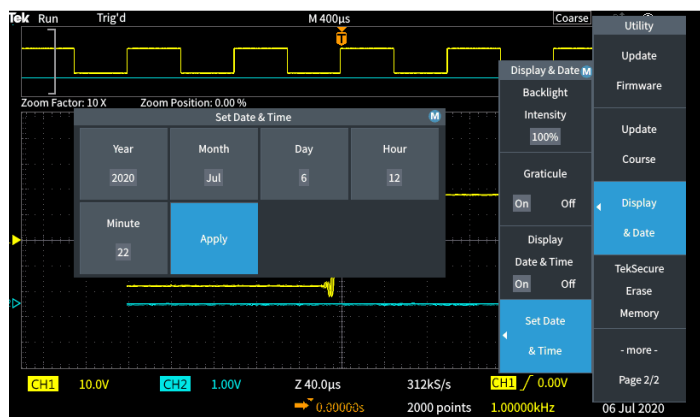 Tek Run Trig'd M 400µs Coarse
T
Zoom Factor: 10 X Zoom Position: 0.00 %
Set Date & Time M
Year
2020
Month
Jul
Day
6
Hour
12
Minute
22
Apply
Display & Date M
Backlight
Intensity
100%
Graticule
On Off
Display
Date & Time
On Off
Set Date
& Time
Utility
Update
Firmware
Update
Course
Display
& Date
TekSecure
Erase
Memory
- more -
Page 2/2
CH1 10.0V CH2 1.00V Z 40.0µs 312kS/s CH1 0.00V
0.00000s 2000 points 1.00000kHz 06 Jul 2020